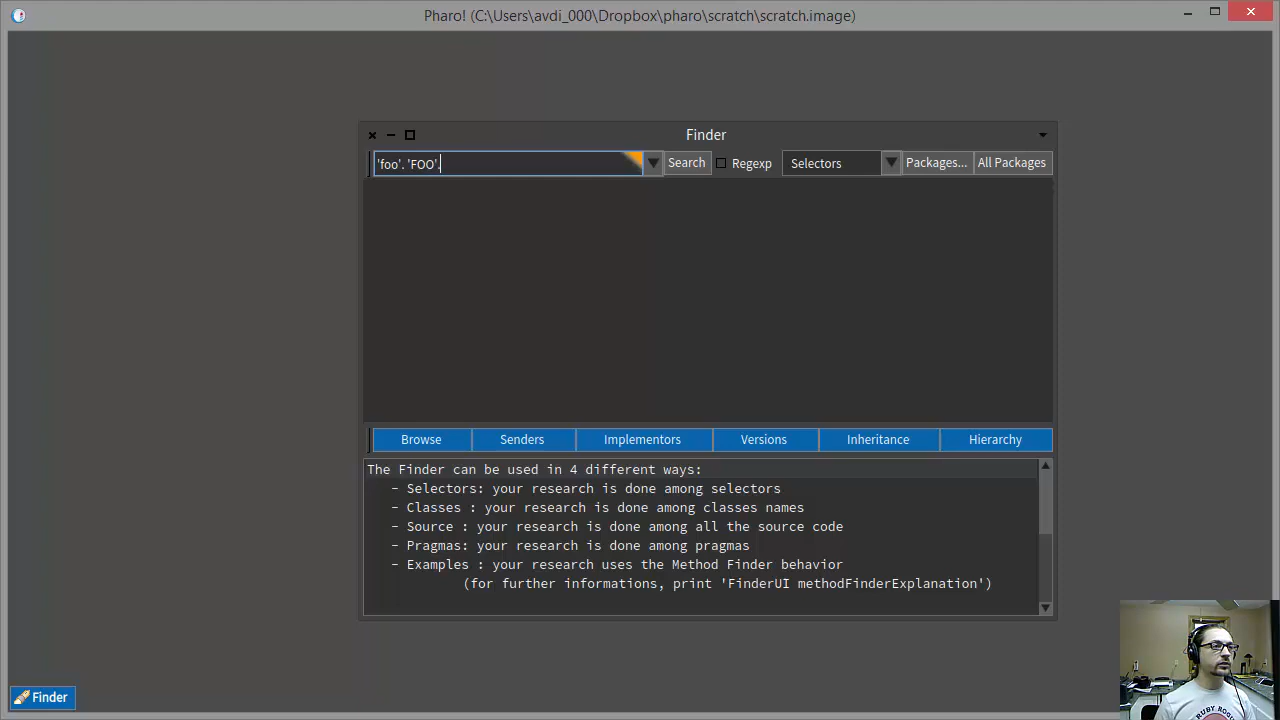 Pharo! (C:\Users\avdi_000\Dropbox\pharo\scratch\scratch.image)
Finder
'foo'. 'FOO'.
Search
Regexp
Selectors
Packages...
All Packages
Browse
Senders
Implementors
Versions
Inheritance
Hierarchy
The Finder can be used in 4 different ways:
- Selectors: your research is done among selectors
- Classes : your research is done among classes names
- Source : your research is done among all the source code
- Pragmas: your research is done among pragmas
- Examples : your research uses the Method Finder behavior
(for further informations, print 'FinderUI methodFinderExplanation')
RUBY ROG
Finder